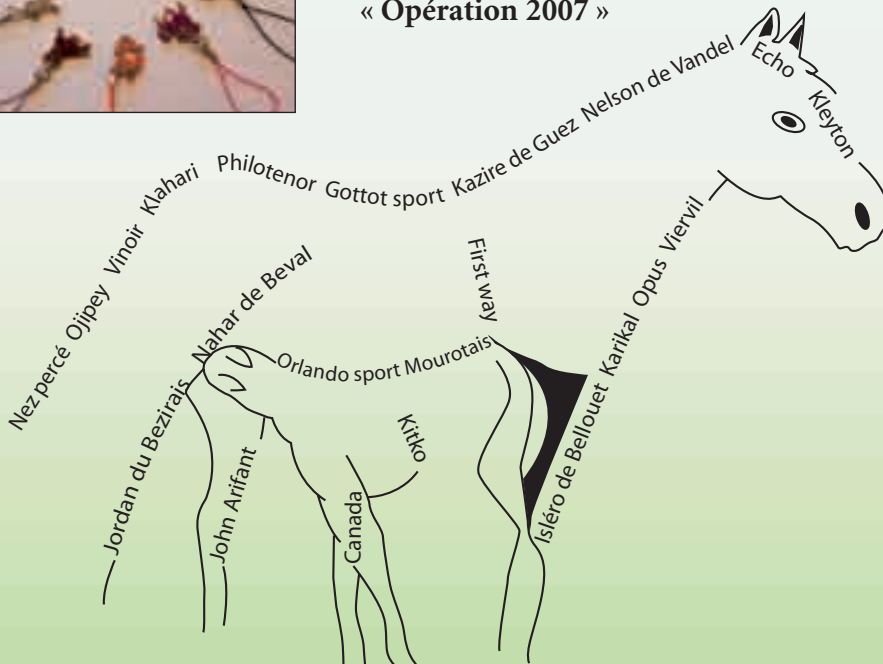 « Opération 2007 »
Echo
Kleyton
Nelson de Vandel
Kazire de Guez
Gottot sport
Philotenor
Klahari
Vinoir
Ojipey
Nez percé
Viervil
Opus
Karikal
Isléro de Bellouet
First way
Nahar de Beval
Orlando sport Mourotais
Jordan du Bezirais
John Arifant
Canada
Kitko